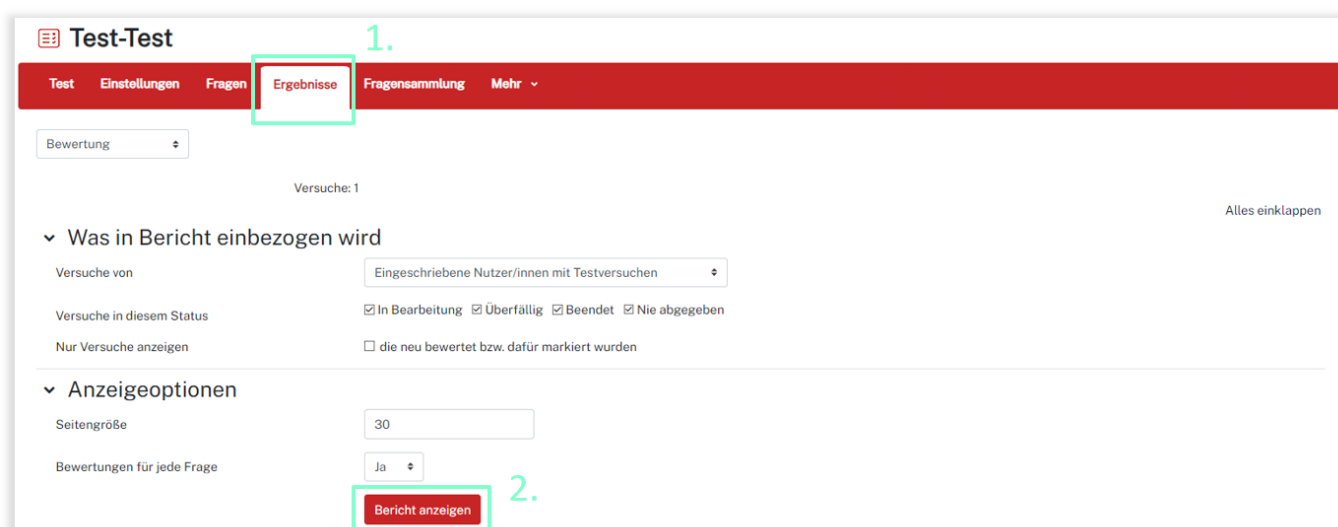 Test-Test
1.
Test Einstellungen Fragen Ergebnisse Fragensammlung Mehr
Bewertung
Versuche: 1
Alles einklappen
Was in Bericht einbezogen wird
Versuche von Eingeschriebene Nutzer/innen mit Testversuchen
Versuche in diesem Status In Bearbeitung Überfällig Beendet Nie abgegeben
Nur Versuche anzeigen die neu bewertet bzw. dafür markiert wurden
Anzeigeoptionen
Seitengröße 30
Bewertungen für jede Frage Ja
2.
Bericht anzeigen